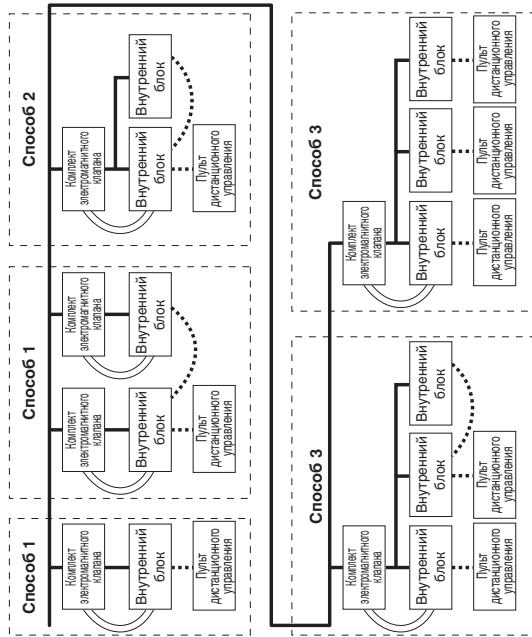 Способ 1
Комплект
электромагнитного
клапана
Внутренний
блок
Пульт
дистанционного
управления
Способ 1
Комплект
электромагнитного
клапана
Комплект
электромагнитного
клапана
Внутренний
блок
Внутренний
блок
Пульт
дистанционного
управления
Способ 2
Комплект
электромагнитного
клапана
Внутренний
блок
Внутренний
блок
Пульт
дистанционного
управления
Способ 3
Комплект
электромагнитного
клапана
Внутренний
блок
Внутренний
блок
Внутренний
блок
Пульт
дистанционного
управления
Пульт
дистанционного
управления
Способ 3
Комплект
электромагнитного
клапана
Внутренний
блок
Внутренний
блок
Внутренний
блок
Пульт
дистанционного
управления
Пульт
дистанционного
управления
Пульт
дистанционного
управления